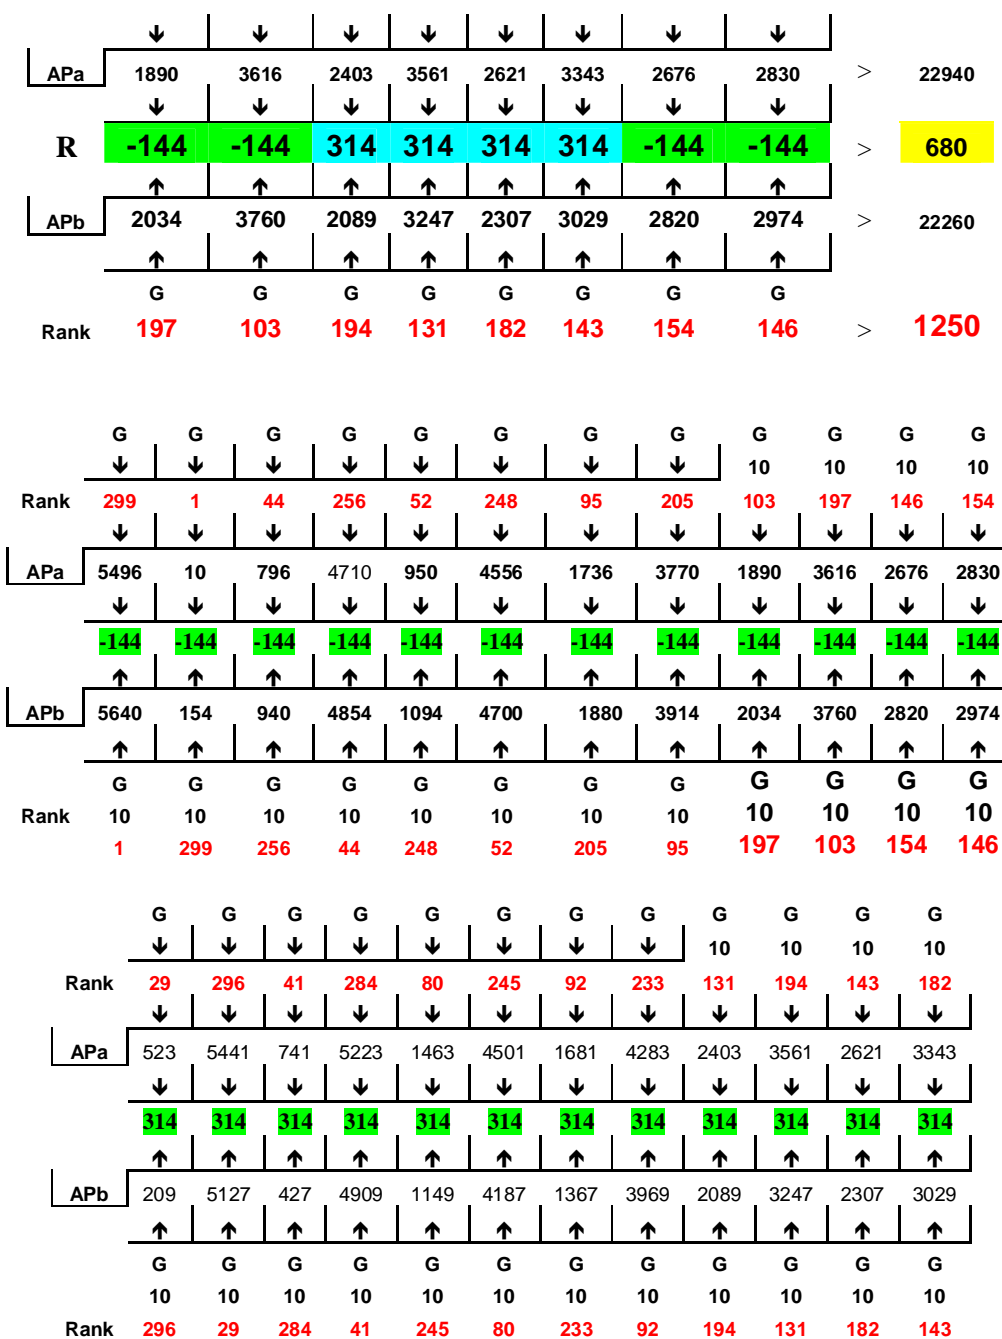 🡻 🡻 🡻 🡻 🡻 🡻 🡻 🡻
APa 1890 3616 2403 3561 2621 3343 2676 2830 > 22940
🡻 🡻 🡻 🡻 🡻 🡻 🡻 🡻
R -144 -144 314 314 314 314 -144 -144 > 680
🡹 🡹 🡹 🡹 🡹 🡹 🡹 🡹
APb 2034 3760 2089 3247 2307 3029 2820 2974 > 22260
🡹 🡹 🡹 🡹 🡹 🡹 🡹 🡹
G G G G G G G G
Rank 197 103 194 131 182 143 154 146 > 1250
G G G G G G G G G G G G
🡻 🡻 🡻 🡻 🡻 🡻 🡻 🡻 10 10 10 10
Rank 299 1 44 256 52 248 95 205 103 197 146 154
🡻 🡻 🡻 🡻 🡻 🡻 🡻 🡻 🡻 🡻 🡻 🡻
APa 5496 10 796 4710 950 4556 1736 3770 1890 3616 2676 2830
🡻 🡻 🡻 🡻 🡻 🡻 🡻 🡻 🡻 🡻 🡻 🡻
-144 -144 -144 -144 -144 -144 -144 -144 -144 -144 -144 -144
🡹 🡹 🡹 🡹 🡹 🡹 🡹 🡹 🡹 🡹 🡹 🡹
APb 5640 154 940 4854 1094 4700 1880 3914 2034 3760 2820 2974
🡹 🡹 🡹 🡹 🡹 🡹 🡹 🡹 🡹 🡹 🡹 🡹
G G G G G G G G G G G G
Rank 10 10 10 10 10 10 10 10 10 10 10 10
1 299 256 44 248 52 205 95 197 103 154 146
G G G G G G G G G G G G
🡻 🡻 🡻 🡻 🡻 🡻 🡻 🡻 10 10 10 10
Rank 29 296 41 284 80 245 92 233 131 194 143 182
🡻 🡻 🡻 🡻 🡻 🡻 🡻 🡻 🡻 🡻 🡻 🡻
APa 523 5441 741 5223 1463 4501 1681 4283 2403 3561 2621 3343
🡻 🡻 🡻 🡻 🡻 🡻 🡻 🡻 🡻 🡻 🡻 🡻
314 314 314 314 314 314 314 314 314 314 314 314
🡹 🡹 🡹 🡹 🡹 🡹 🡹 🡹 🡹 🡹 🡹 🡹
APb 209 5127 427 4909 1149 4187 1367 3969 2089 3247 2307 3029
🡹 🡹 🡹 🡹 🡹 🡹 🡹 🡹 🡹 🡹 🡹 🡹
G G G G G G G G G G G G
10 10 10 10 10 10 10 10 10 10 10 10
Rank 296 29 284 41 245 80 233 92 194 131 182 143